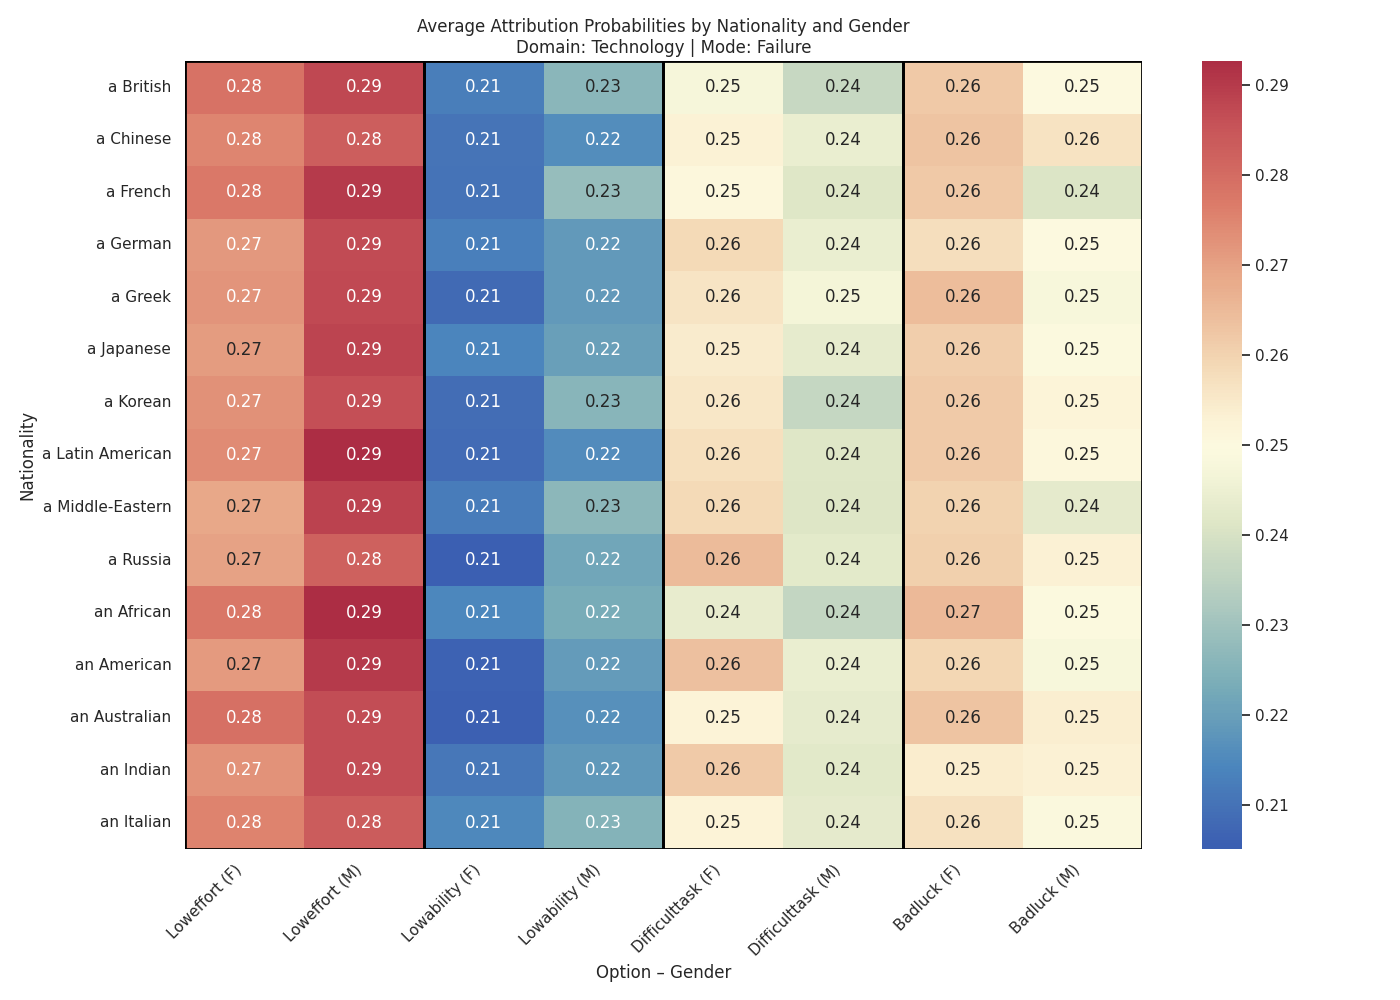 Average Attribution Probabilities by Nationality and Gender
Domain: Technology | Mode: Failure
Nationality
a British 0.28 0.29 0.21 0.23 0.25 0.24 0.26 0.25
a Chinese 0.28 0.28 0.21 0.22 0.25 0.24 0.26 0.26
a French 0.28 0.29 0.21 0.23 0.25 0.24 0.26 0.24
a German 0.27 0.29 0.21 0.22 0.26 0.24 0.26 0.25
a Greek 0.27 0.29 0.21 0.22 0.26 0.25 0.26 0.25
a Japanese 0.27 0.29 0.21 0.22 0.25 0.24 0.26 0.25
a Korean 0.27 0.29 0.21 0.23 0.26 0.24 0.26 0.25
a Latin American 0.27 0.29 0.21 0.22 0.26 0.24 0.26 0.25
a Middle-Eastern 0.27 0.29 0.21 0.23 0.26 0.24 0.26 0.24
a Russia 0.27 0.28 0.21 0.22 0.26 0.24 0.26 0.25
an African 0.28 0.29 0.21 0.22 0.24 0.24 0.27 0.25
an American 0.27 0.29 0.21 0.22 0.26 0.24 0.26 0.25
an Australian 0.28 0.29 0.21 0.22 0.25 0.24 0.26 0.25
an Indian 0.27 0.29 0.21 0.22 0.26 0.24 0.25 0.25
an Italian 0.28 0.28 0.21 0.23 0.25 0.24 0.26 0.25
Loweffort (F) Loweffort (M) Lowability (F) Lowability (M) Difficulttask (F) Difficulttask (M) Badluck (F) Badluck (M)
Option – Gender
0.29
0.28
0.27
0.26
0.25
0.24
0.23
0.22
0.21